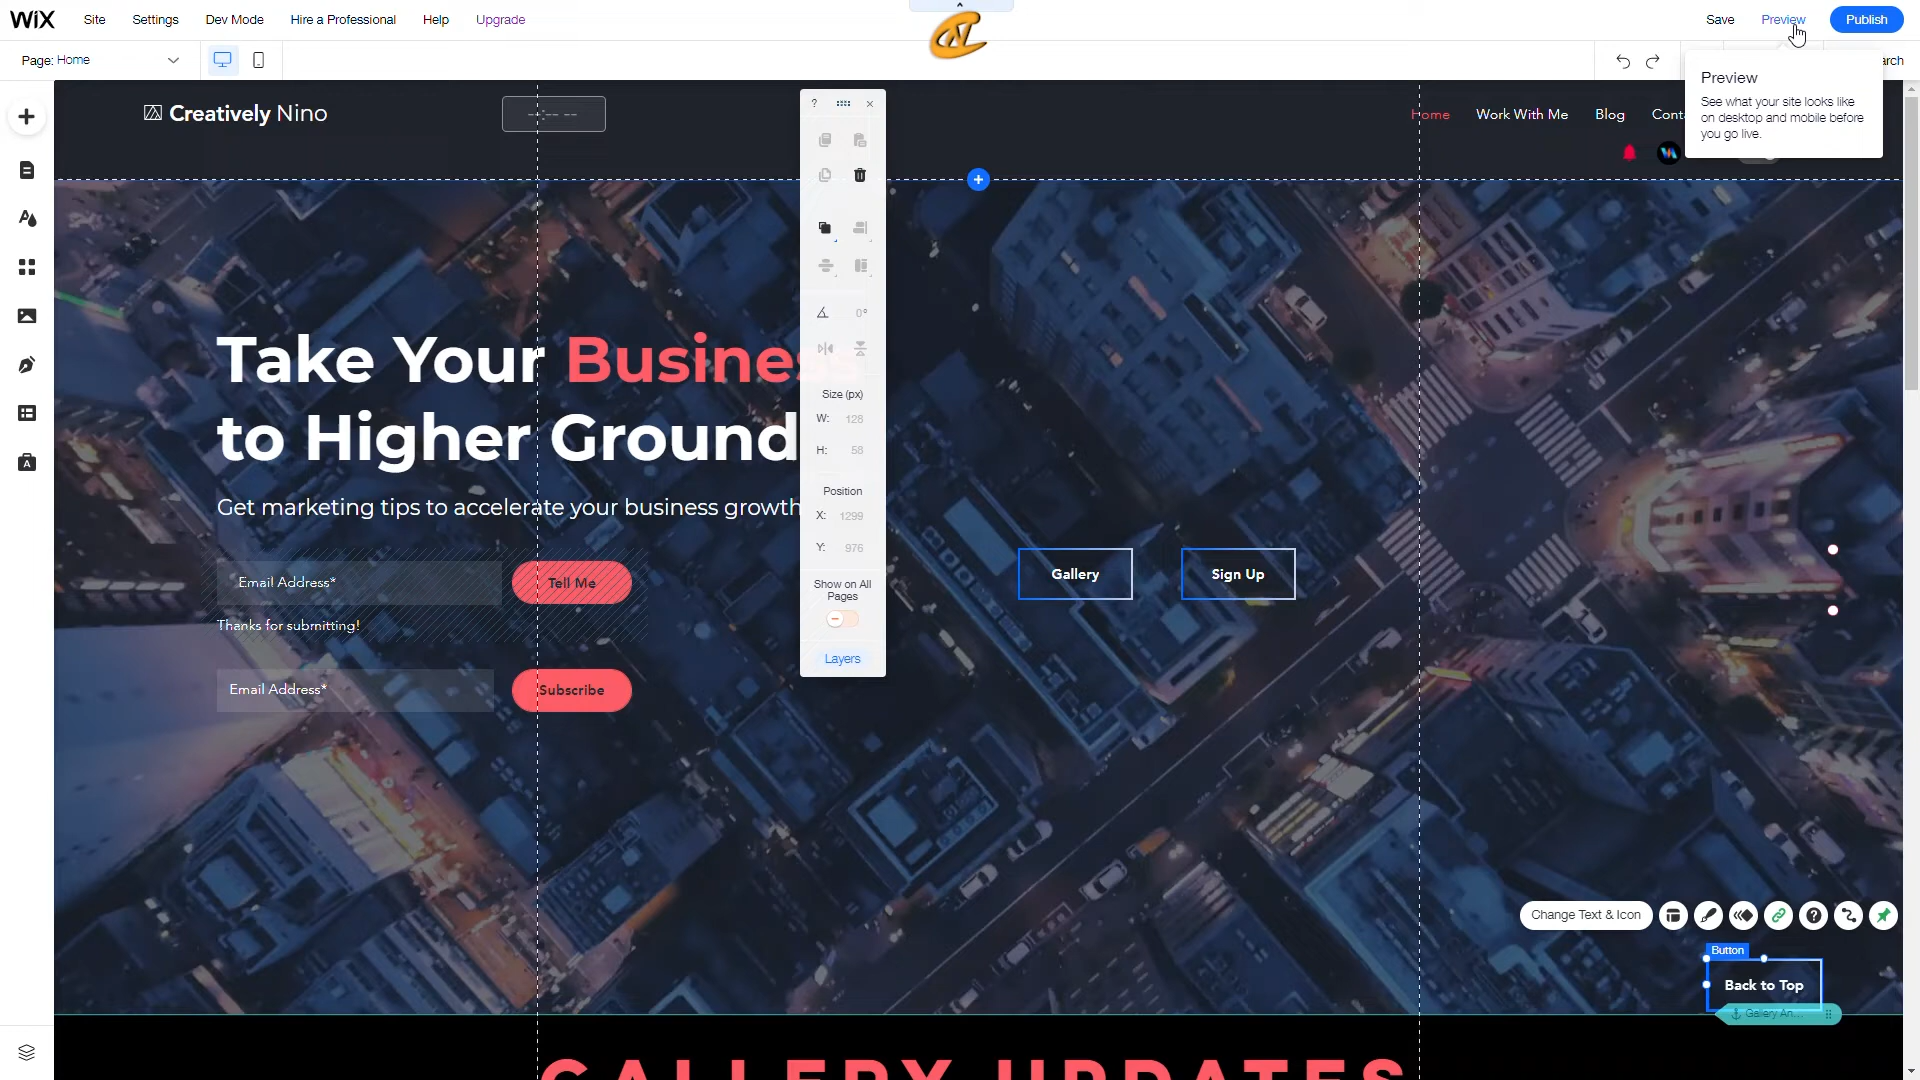 WiX Site Settings Dev Mode Hire a Professional Help Upgrade Save Preview Publish
Page: Home
Preview
See what your site looks like
on desktop and mobile before
you go live.
Creatively Nino
--:-- --
Home Work With Me Blog
Take Your Business
to Higher Ground
Get marketing tips to accelerate your business growth
Email Address*
Tell Me
Thanks for submitting!
Email Address*
Subscribe
?
0°
Size (px)
W: 128
H: 58
Position
X: 1299
Y: 976
Show on All
Pages
Layers
Gallery
Sign Up
Change Text & Icon
Button
Back to Top
Gallery An...
GALLERY UPDATES